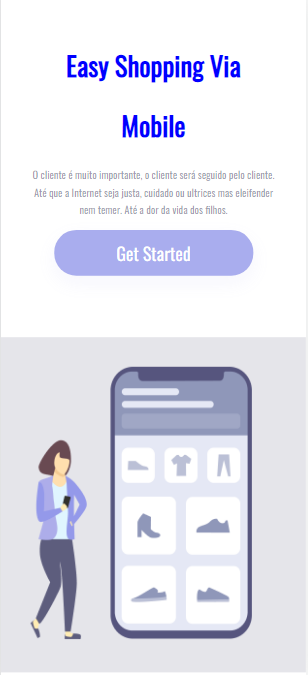 Easy Shopping Via
Mobile
O cliente é muito importante, o cliente será seguido pelo cliente.
Até que a Internet seja justa, cuidado ou ultrices mas eleifender
nem temer. Até a dor da vida dos filhos.
Get Started